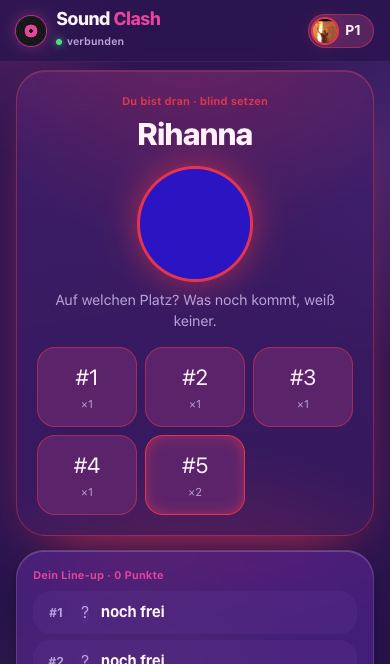 Sound Clash
verbunden
P1
Du bist dran · blind setzen
Rihanna
Auf welchen Platz? Was noch kommt, weiß
keiner.
#1
×1
#2
×1
#3
×1
#4
×1
#5
×2
Dein Line-up · 0 Punkte
#1 ? noch frei
#2 ? noch frei